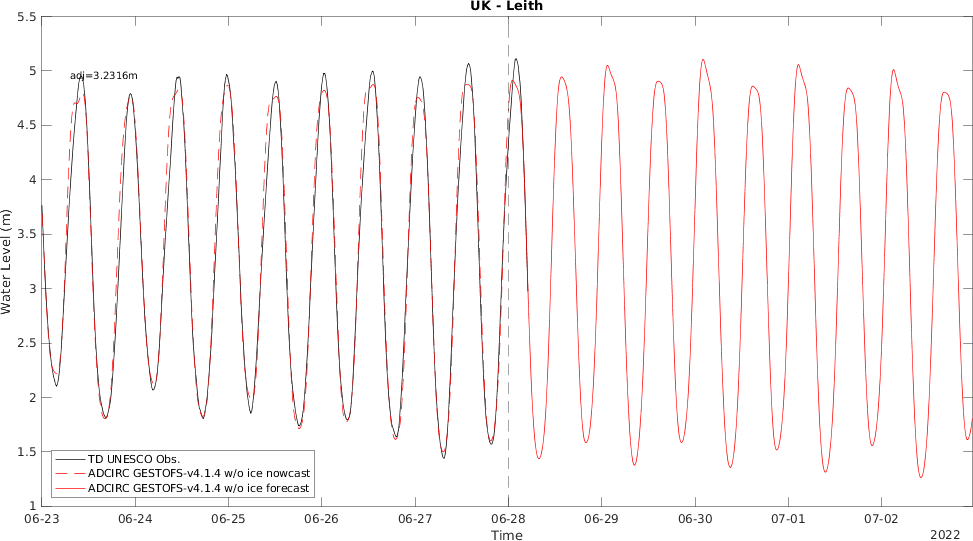 UK - Leith
5.5
5
4.5
4
3.5
3
2.5
2
1.5
1
Water Level (m)
adj=3.2316m
TD UNESCO Obs.
ADCIRC GESTOFS-v4.1.4 w/o ice nowcast
ADCIRC GESTOFS-v4.1.4 w/o ice forecast
06-23 06-24 06-25 06-26 06-27 06-28 06-29 06-30 07-01 07-02
Time
2022